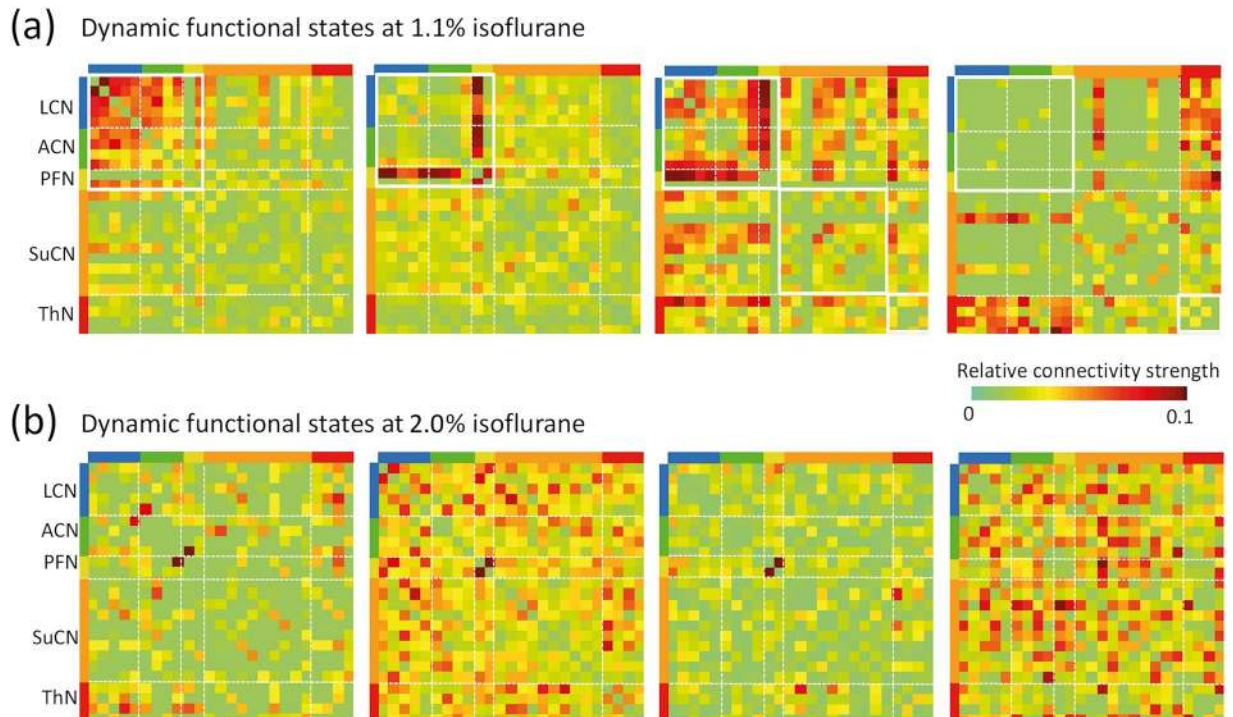 (a) Dynamic functional states at 1.1% isoflurane
LCN
ACN
PFN
SuCN
ThN
Relative connectivity strength
0 0.1
(b) Dynamic functional states at 2.0% isoflurane
LCN
ACN
PFN
SuCN
ThN